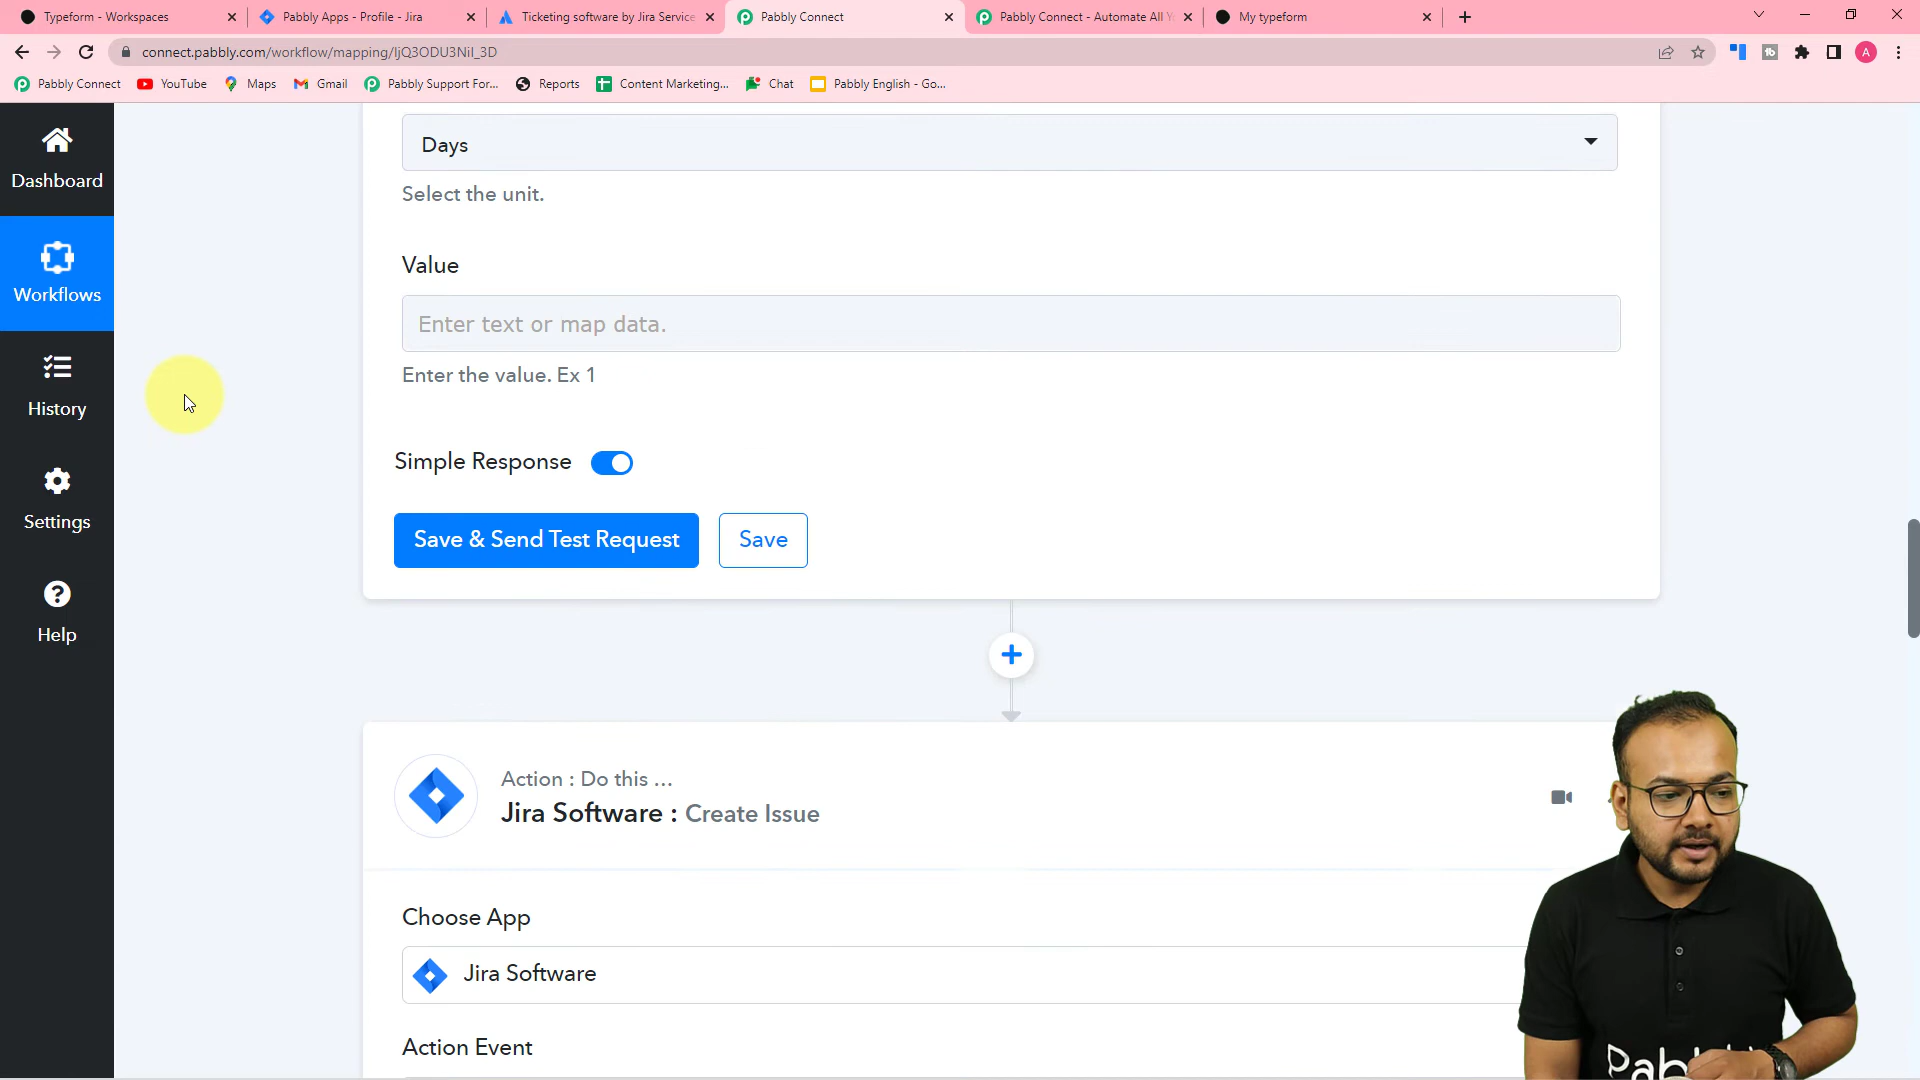 Typeform - Workspaces
Pabbly Apps - Profile - Jira
Ticketing software by Jira Service
Pabbly Connect
Pabbly Connect - Automate All Y
My typeform
connect.pabbly.com/workflow/mapping/IjQ3ODU3NiI_3D
A
Pabbly Connect
YouTube
Maps
Gmail
Pabbly Support For...
Reports
Content Marketing...
Chat
Pabbly English - Go...
Dashboard
Workflows
History
Settings
Help
Days
Select the unit.
Value
Enter text or map data.
Enter the value. Ex 1
Simple Response
Save & Send Test Request
Save
Action : Do this ...
Jira Software : Create Issue
Choose App
Jira Software
Action Event